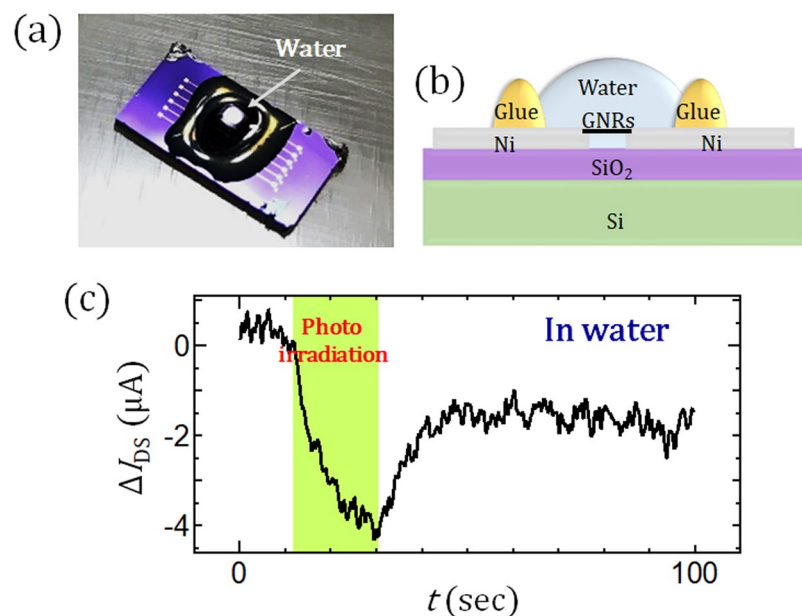 (a)
Water
(b)
Water
Glue
GNRs
Glue
Ni
Ni
SiO₂
Si
(c)
Photo
irradiation
In water
ΔI_DS (μA)
0
-2
-4
0
100
t (sec)